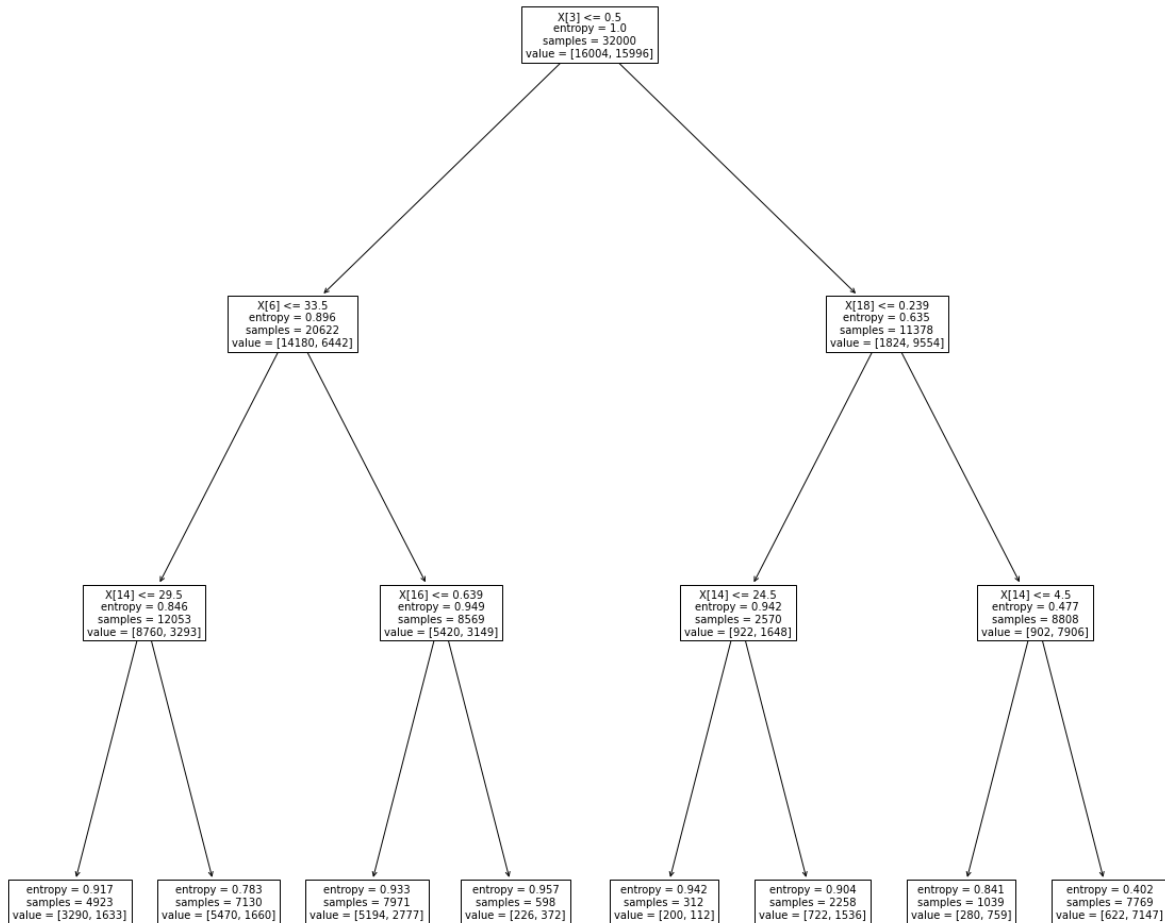 X[3] <= 0.5
entropy = 1.0
samples = 32000
value = [16004, 15996]
X[6] <= 33.5
entropy = 0.896
samples = 20622
value = [14180, 6442]
X[18] <= 0.239
entropy = 0.635
samples = 11378
value = [1824, 9554]
X[14] <= 29.5
entropy = 0.846
samples = 12053
value = [8760, 3293]
X[16] <= 0.639
entropy = 0.949
samples = 8569
value = [5420, 3149]
X[14] <= 24.5
entropy = 0.942
samples = 2570
value = [922, 1648]
X[14] <= 4.5
entropy = 0.477
samples = 8808
value = [902, 7906]
entropy = 0.917
samples = 4923
value = [3290, 1633]
entropy = 0.783
samples = 7130
value = [5470, 1660]
entropy = 0.933
samples = 7971
value = [5194, 2777]
entropy = 0.957
samples = 598
value = [226, 372]
entropy = 0.942
samples = 312
value = [200, 112]
entropy = 0.904
samples = 2258
value = [722, 1536]
entropy = 0.841
samples = 1039
value = [280, 759]
entropy = 0.402
samples = 7769
value = [622, 7147]